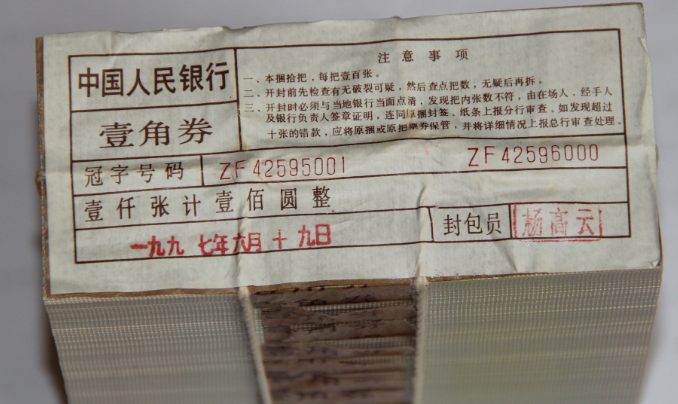 中国人民银行
壹角券
注意事项
一、本捆拾把，每把壹百张。
二、开封前先检查有无破裂可疑，然后查点把数，无疑后再拆。
三、开封时必须与当地银行当面点清，发现把内张数不符，由在场人、经手人
及银行负责人签章证明，连同原捆封签、纸条上报分行审查，如发现超过
十张的错款，应将原捆或原把票券保管，并将详细情况上报总行审查处理。
冠字号码 ZF 42595001 ZF 42596000
壹仟张计壹佰圆整
一九九七年六月十九日 封包员 杨高云